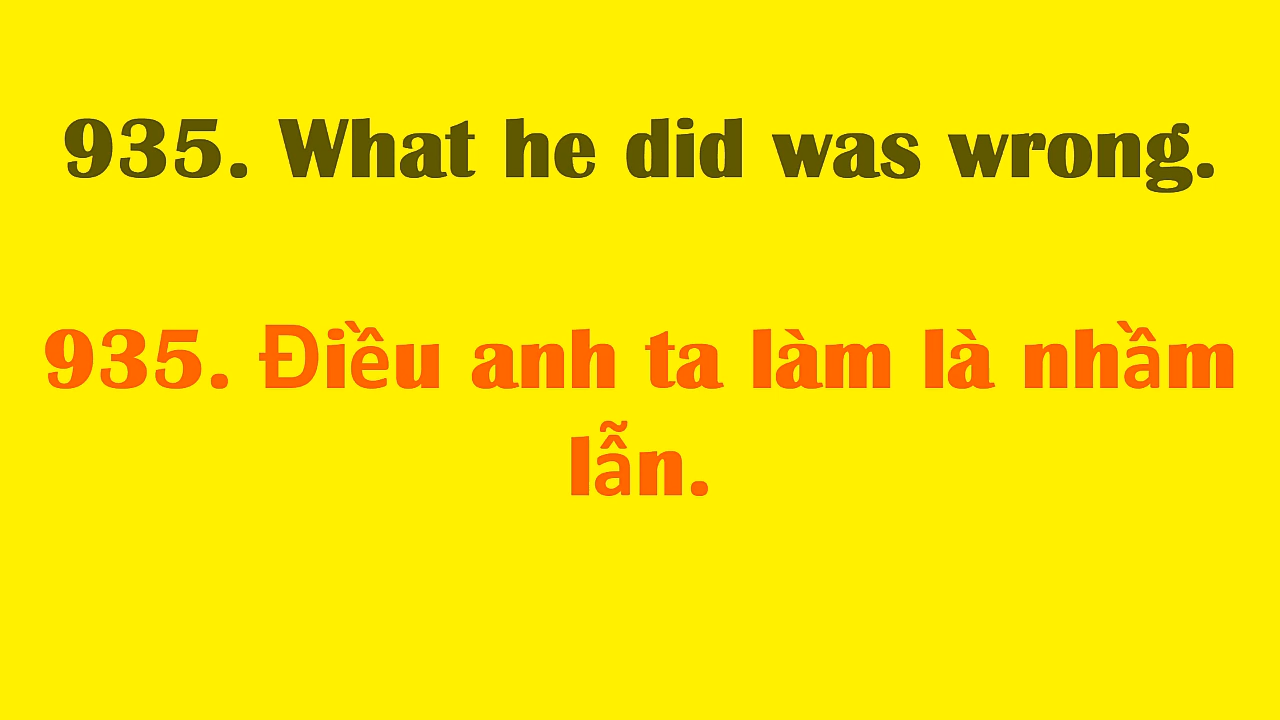 935. What he did was wrong.
935. Điều anh ta làm là nhầm
lẫn.